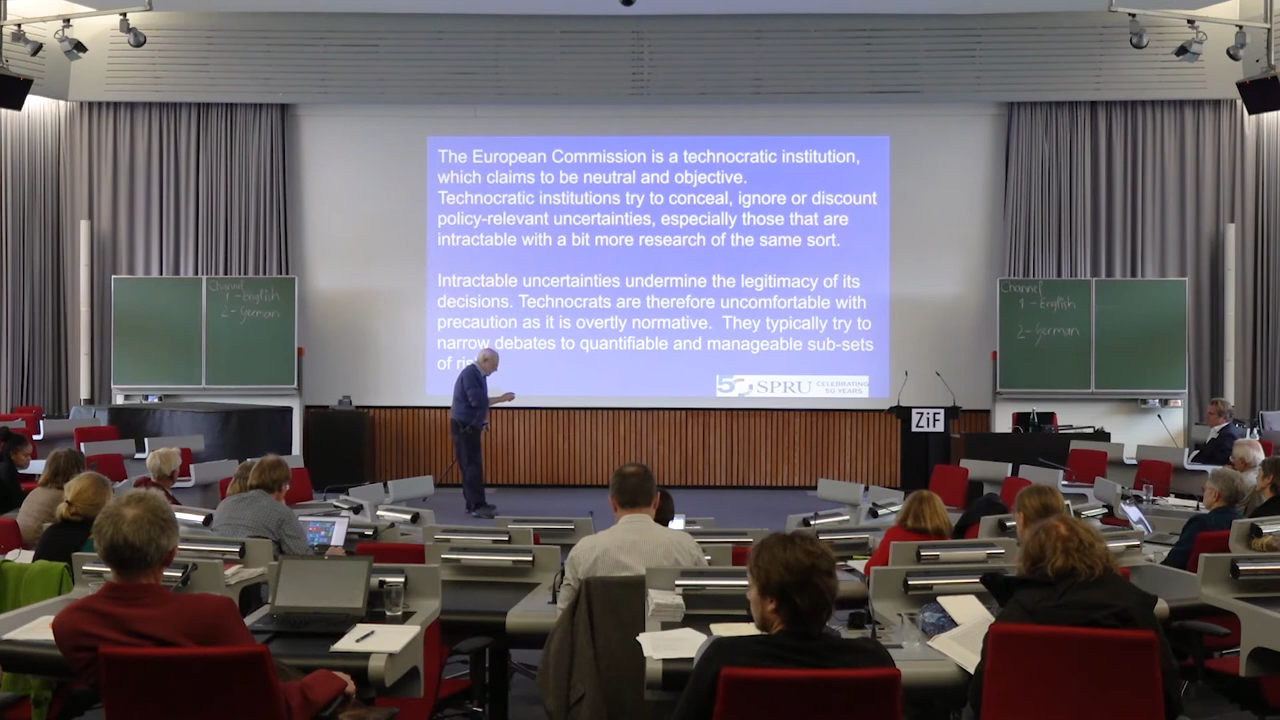 The European Commission is a technocratic institution,
which claims to be neutral and objective.
Technocratic institutions try to conceal, ignore or discount
policy-relevant uncertainties, especially those that are
intractable with a bit more research of the same sort.
Intractable uncertainties undermine the legitimacy of its
decisions. Technocrats are therefore uncomfortable with
precaution as it is overtly normative. They typically try to
narrow debates to quantifiable and manageable sub-sets
of
50 SPRU CELEBRATING
50 YEARS
Channel
1 - English
2 - German
Channel
1 - English
2 - German
ZiF